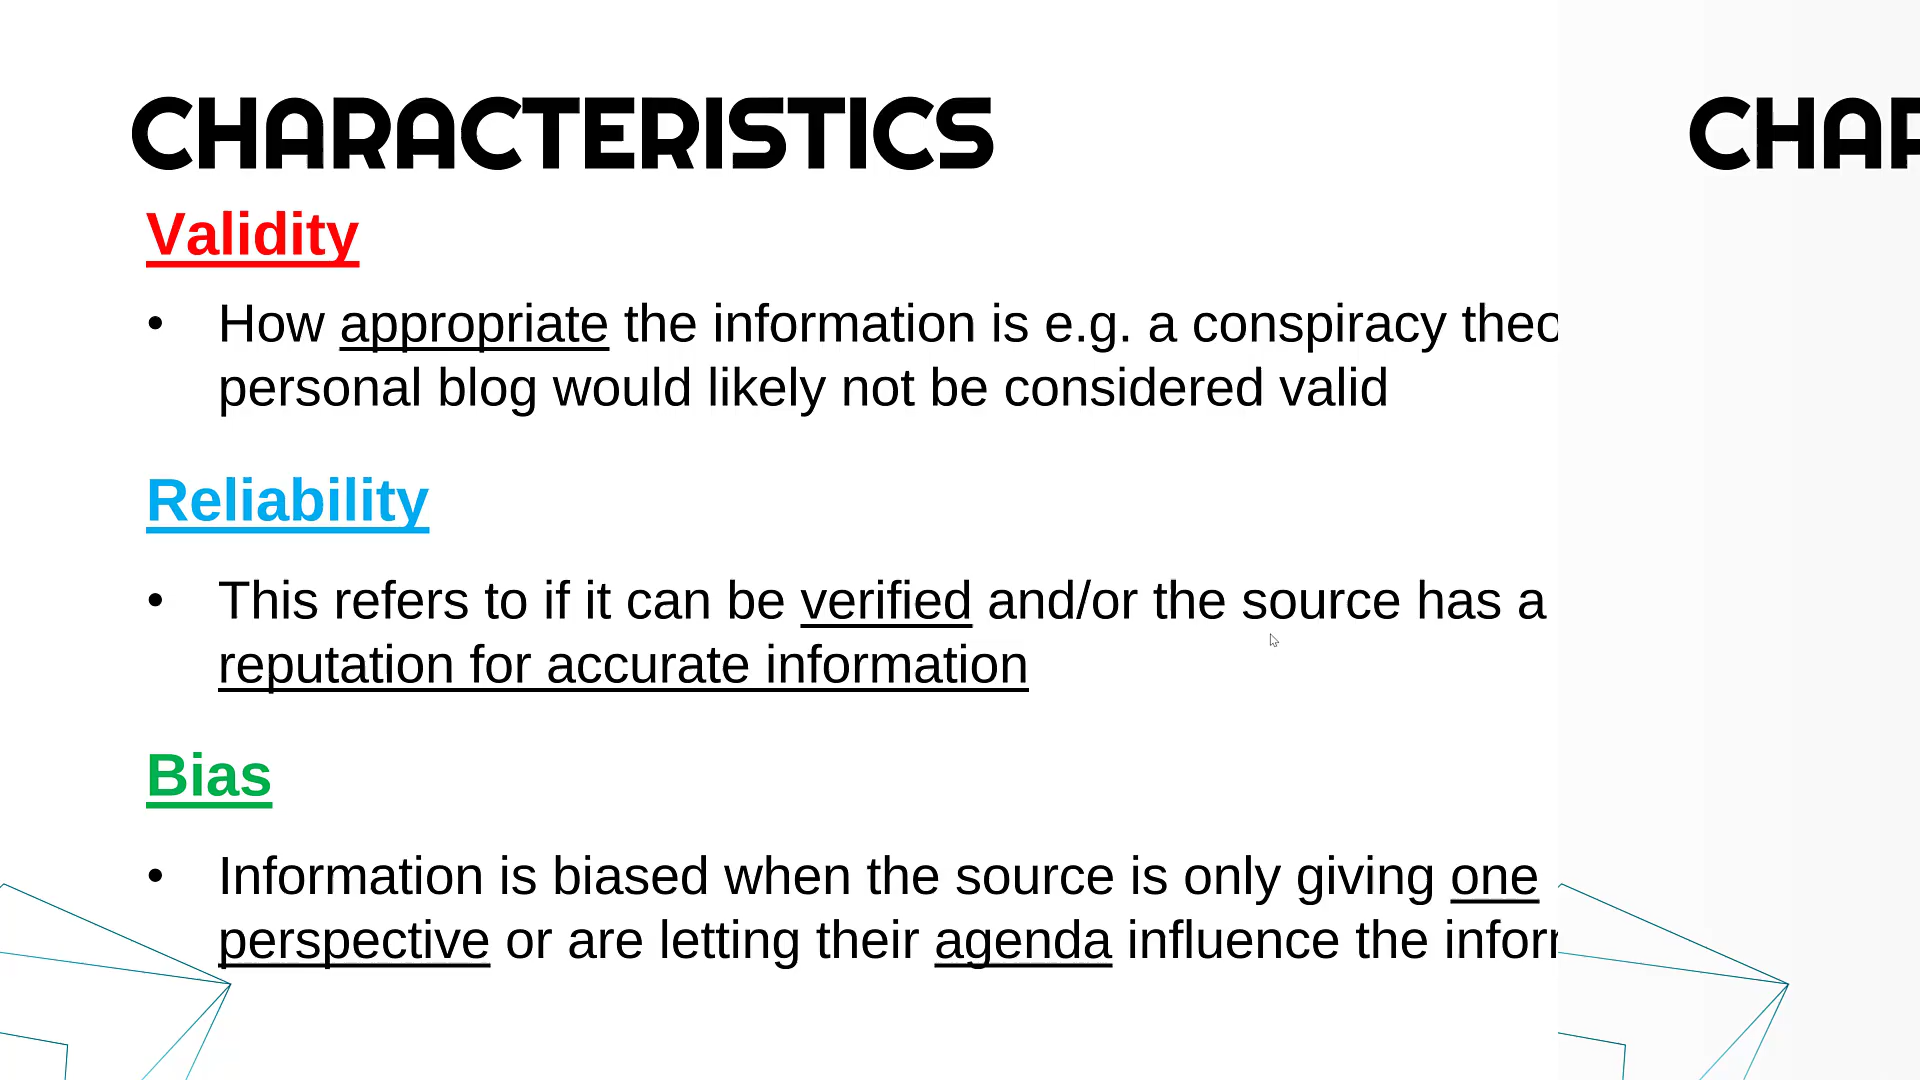 CHARACTERISTICS
Validity
• How appropriate the information is e.g. a conspiracy theo
personal blog would likely not be considered valid
Reliability
• This refers to if it can be verified and/or the source has a
reputation for accurate information
Bias
• Information is biased when the source is only giving one
perspective or are letting their agenda influence the infor
CHAR